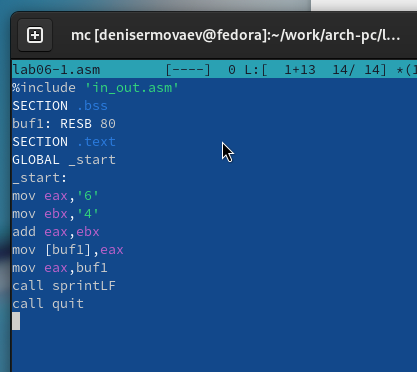 mc [denisermovaev@fedora]:~/work/arch-pc/l…
lab06-1.asm [----] 0 L:[ 1+13 14/ 14] *(1
%include 'in_out.asm'
SECTION .bss
buf1: RESB 80
SECTION .text
GLOBAL _start
_start:
mov eax,'6'
mov ebx,'4'
add eax,ebx
mov [buf1],eax
mov eax,buf1
call sprintLF
call quit